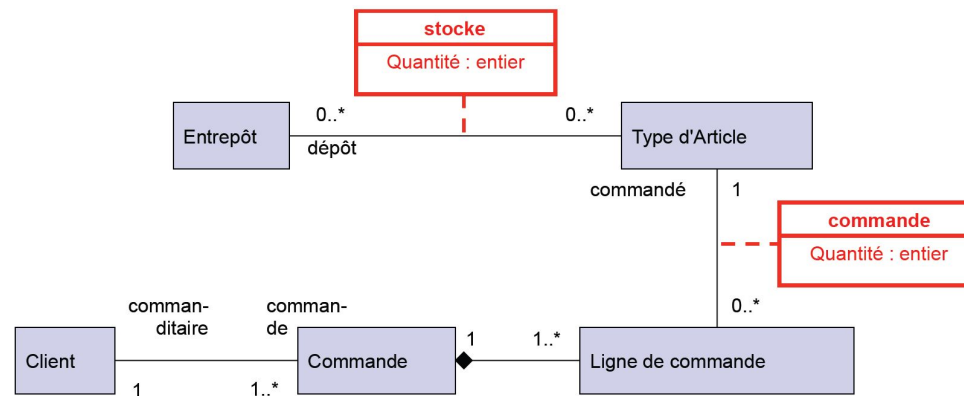 stocke
Quantité : entier
0..*
0..*
Entrepôt
Type d'Article
dépôt
commandé
1
commande
Quantité : entier
0..*
comman-
ditaire
comman-
de
1
1..*
Client
Commande
Ligne de commande
1
1..*